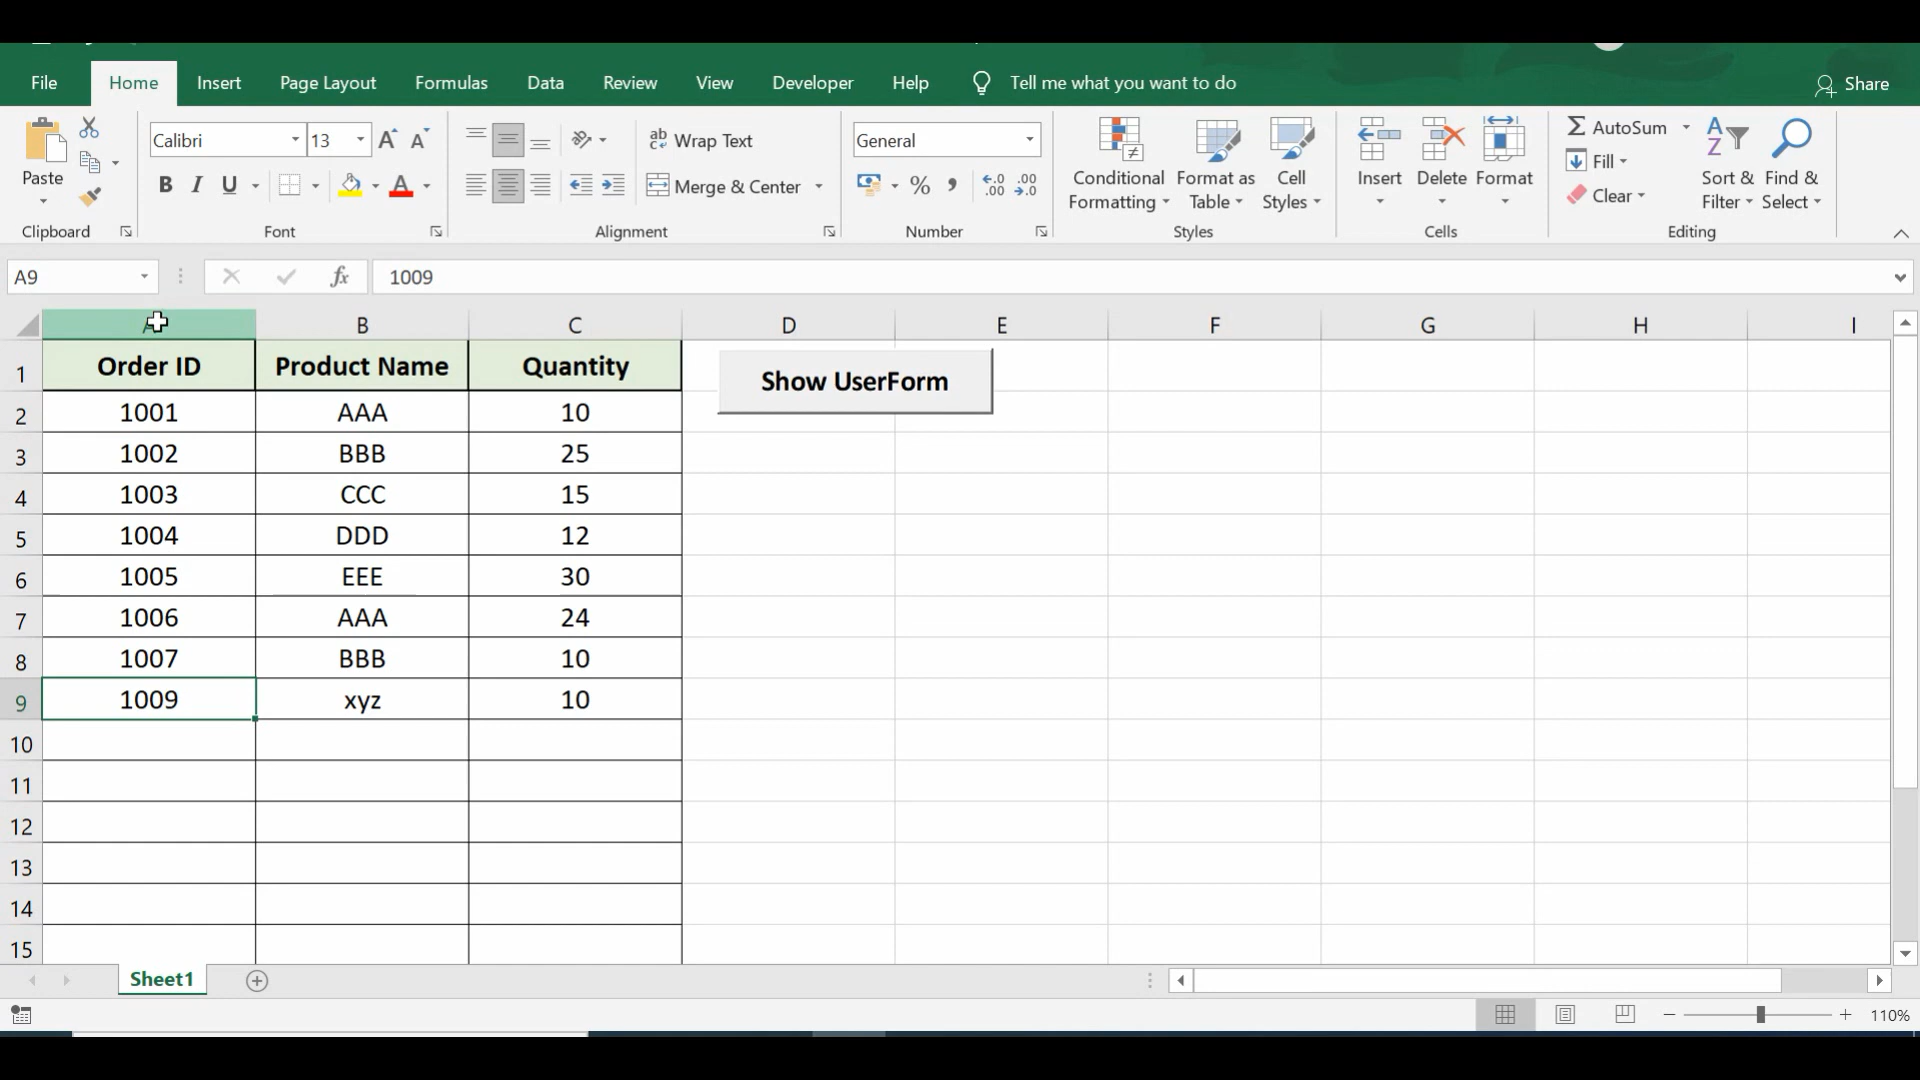 File Home Insert Page Layout Formulas Data Review View Developer Help Tell me what you want to do Share
Calibri 13 Wrap Text General AutoSum
Fill
Paste B I U Merge & Center % Conditional Formatting Format as Table Cell Styles Insert Delete Format Clear Sort & Filter Find & Select
Clipboard Font Alignment Number Styles Cells Editing
A9 fx 1009
B C D E F G H I
1 Order ID Product Name Quantity Show UserForm
2 1001 AAA 10
3 1002 BBB 25
4 1003 CCC 15
5 1004 DDD 12
6 1005 EEE 30
7 1006 AAA 24
8 1007 BBB 10
9 1009 xyz 10
10
11
12
13
14
15
Sheet1
110%